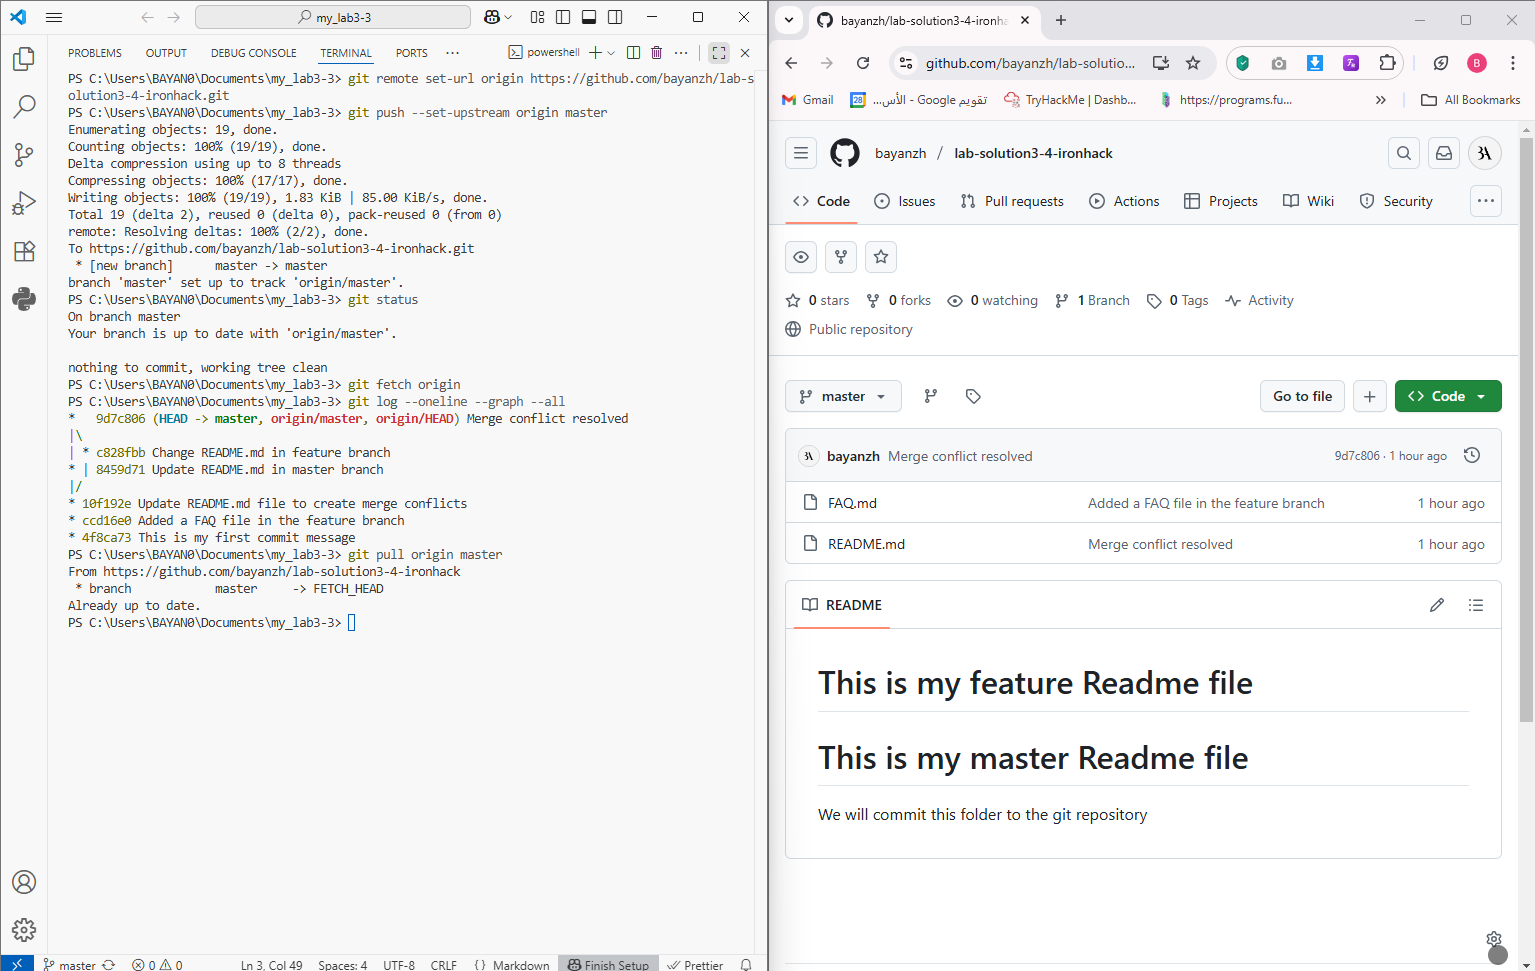 my_lab3-3
PROBLEMS OUTPUT DEBUG CONSOLE TERMINAL PORTS ··· powershell
PS C:\Users\BAYAN0\Documents\my_lab3-3> git remote set-url origin https://github.com/bayanzh/lab-s
olution3-4-ironhack.git
PS C:\Users\BAYAN0\Documents\my_lab3-3> git push --set-upstream origin master
Enumerating objects: 19, done.
Counting objects: 100% (19/19), done.
Delta compression using up to 8 threads
Compressing objects: 100% (17/17), done.
Writing objects: 100% (19/19), 1.83 KiB | 85.00 KiB/s, done.
Total 19 (delta 2), reused 0 (delta 0), pack-reused 0 (from 0)
remote: Resolving deltas: 100% (2/2), done.
To https://github.com/bayanzh/lab-solution3-4-ironhack.git
 * [new branch]      master -> master
branch 'master' set up to track 'origin/master'.
PS C:\Users\BAYAN0\Documents\my_lab3-3> git status
On branch master
Your branch is up to date with 'origin/master'.
nothing to commit, working tree clean
PS C:\Users\BAYAN0\Documents\my_lab3-3> git fetch origin
PS C:\Users\BAYAN0\Documents\my_lab3-3> git log --oneline --graph --all
*   9d7c806 (HEAD -> master, origin/master, origin/HEAD) Merge conflict resolved
|\
| * c828fbb Change README.md in feature branch
* | 8459d71 Update README.md in master branch
|/
* 10f192e Update README.md file to create merge conflicts
* ccd16e0 Added a FAQ file in the feature branch
* 4f8ca73 This is my first commit message
PS C:\Users\BAYAN0\Documents\my_lab3-3> git pull origin master
From https://github.com/bayanzh/lab-solution3-4-ironhack
 * branch            master     -> FETCH_HEAD
Already up to date.
PS C:\Users\BAYAN0\Documents\my_lab3-3>
master 0 0 Ln 3, Col 49 Spaces: 4 UTF-8 CRLF {} Markdown Finish Setup Prettier
bayanzh/lab-solution3-4-ironha
github.com/bayanzh/lab-solutio... B
Gmail 28 تقويم Google - الأس... TryHackMe | Dashb... https://programs.fu... » All Bookmarks
bayanzh / lab-solution3-4-ironhack
Code Issues Pull requests Actions Projects Wiki Security ···
0 stars 0 forks 0 watching 1 Branch 0 Tags Activity
Public repository
master Go to file + Code
bayanzh Merge conflict resolved 9d7c806 · 1 hour ago
FAQ.md Added a FAQ file in the feature branch 1 hour ago
README.md Merge conflict resolved 1 hour ago
README
This is my feature Readme file
This is my master Readme file
We will commit this folder to the git repository